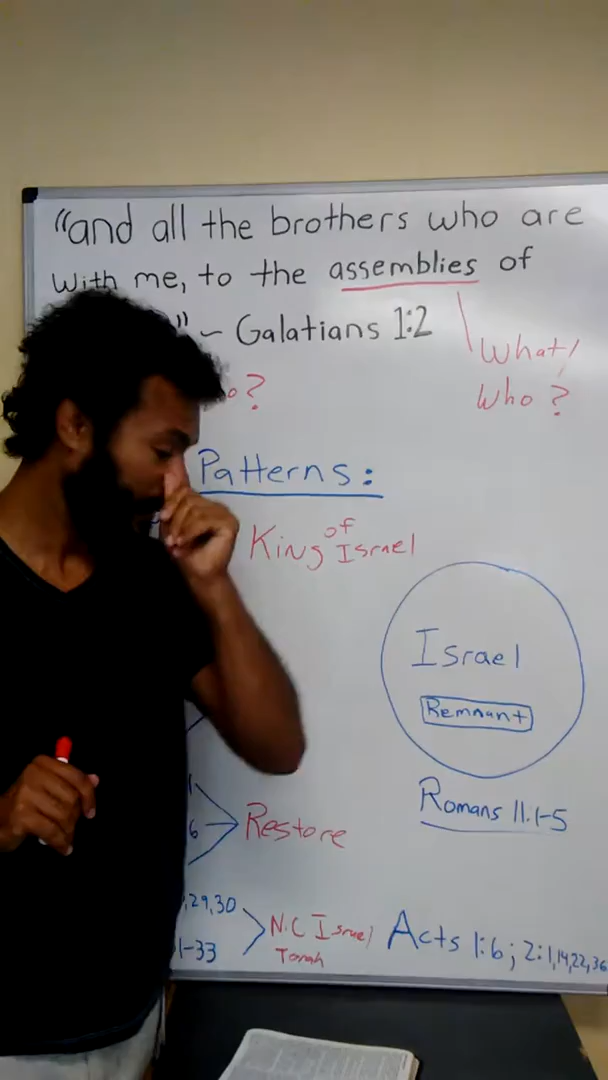 "and all the brothers who are
with me, to the assemblies of
" ~ Galatians 1:2
What/
Who ?
o?
Patterns:
King of Israel
Israel
Remnant
Romans 11:1-5
6
Restore
,29,30
1-33
N.C Israel
Torah
Acts 1:6; 2:1,14,22,36